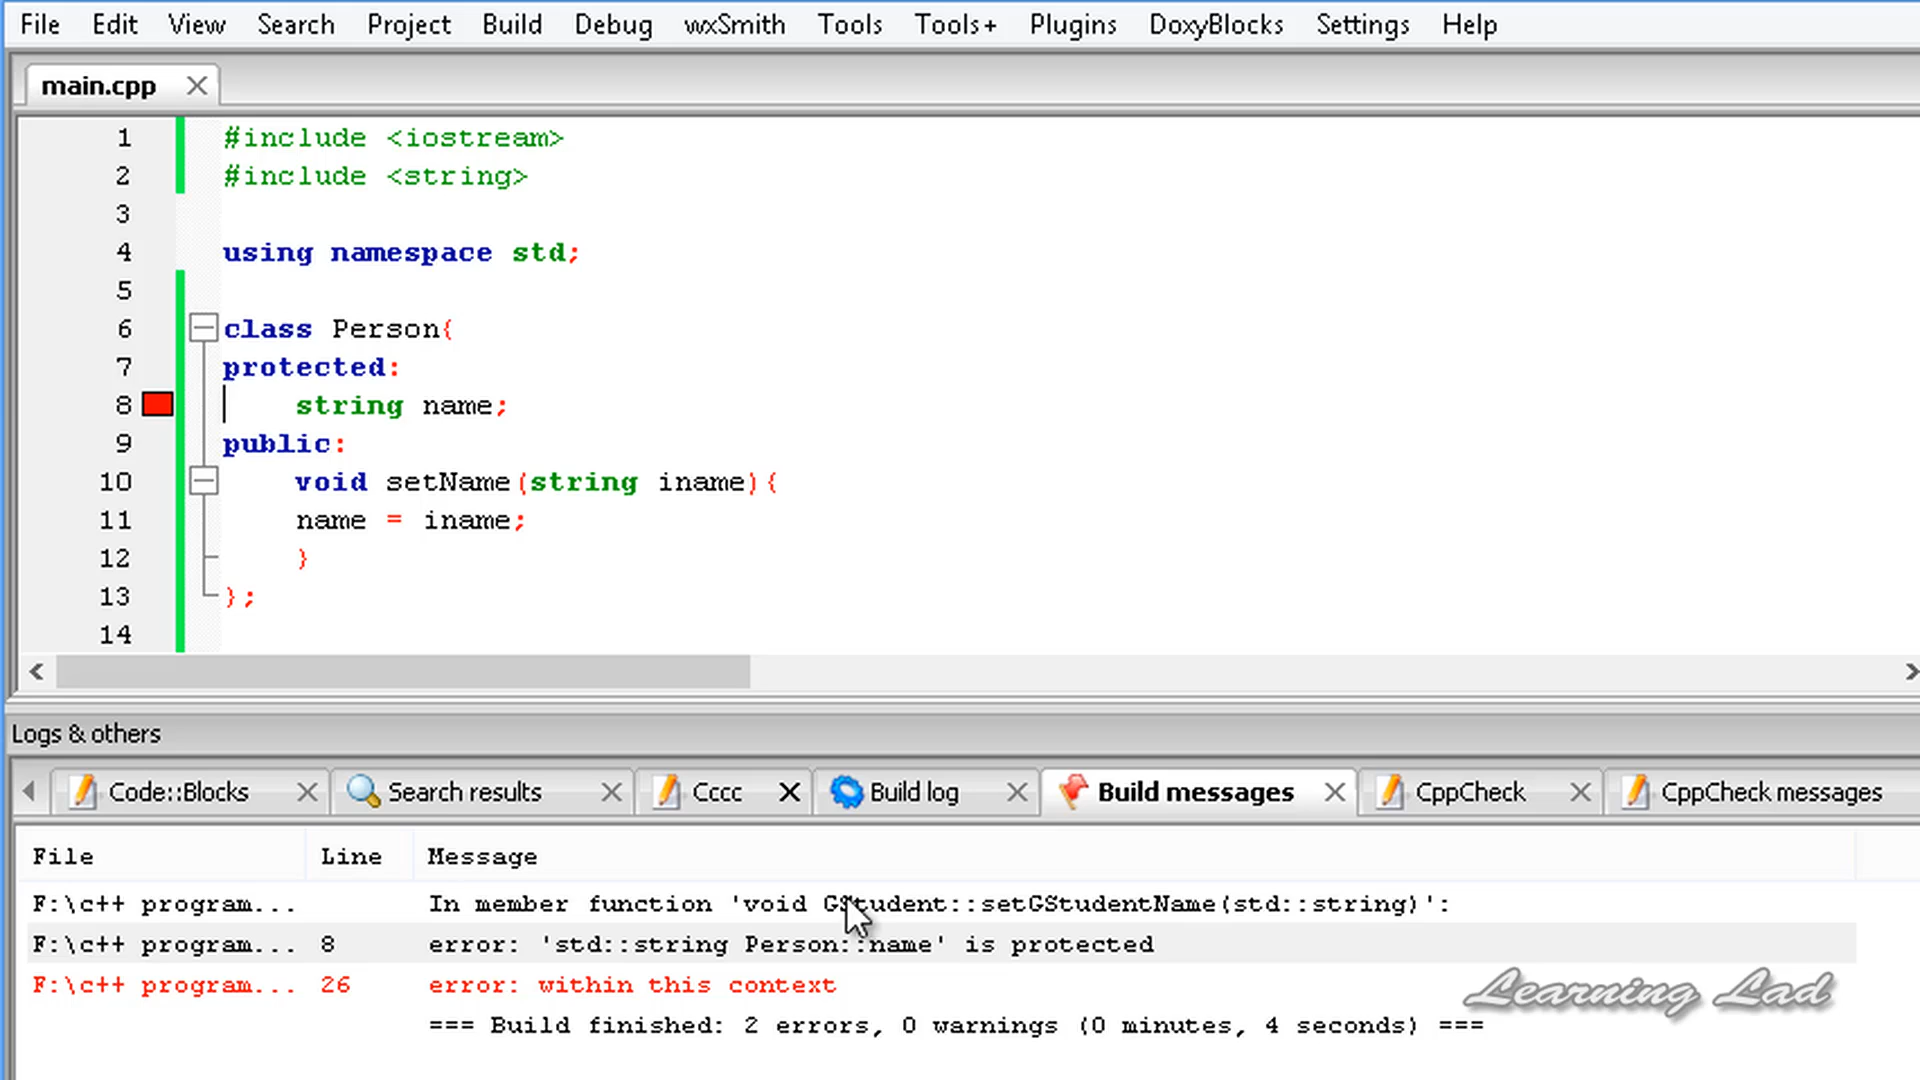 File Edit View Search Project Build Debug wxSmith Tools Tools+ Plugins DoxyBlocks Settings Help
main.cpp
1 #include <iostream>
2 #include <string>
3
4 using namespace std;
5
6 class Person{
7 protected:
8 string name;
9 public:
10 void setName(string iname){
11 name = iname;
12 }
13 };
14
Logs & others
Code::Blocks Search results Cccc Build log Build messages CppCheck CppCheck messages
File Line Message
F:\c++ program... In member function 'void GStudent::setGStudentName(std::string)':
F:\c++ program... 8 error: 'std::string Person::name' is protected
F:\c++ program... 26 error: within this context
=== Build finished: 2 errors, 0 warnings (0 minutes, 4 seconds) ===
Learning Lad